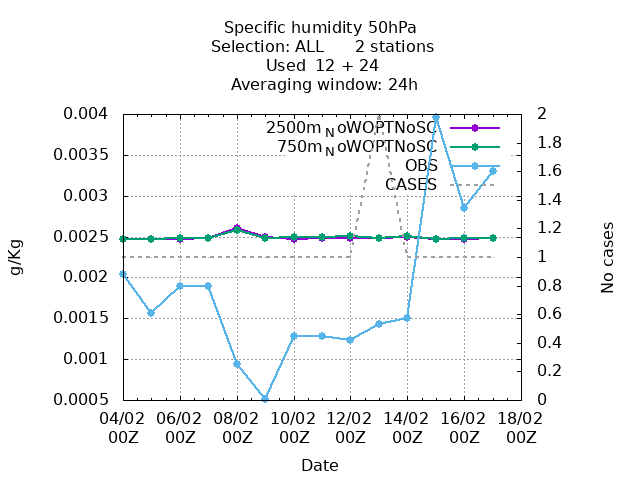 Specific humidity 50hPa
Selection: ALL 2 stations
Used 12 + 24
Averaging window: 24h
2500m_NoWOPTNoSC
750m_NoWOPTNoSC
OBS
CASES
0.004
0.0035
0.003
0.0025
0.002
0.0015
0.001
0.0005
2
1.8
1.6
1.4
1.2
1
0.8
0.6
0.4
0.2
0
g/Kg
No cases
04/02 06/02 08/02 10/02 12/02 14/02 16/02 18/02
00Z 00Z 00Z 00Z 00Z 00Z 00Z 00Z
Date